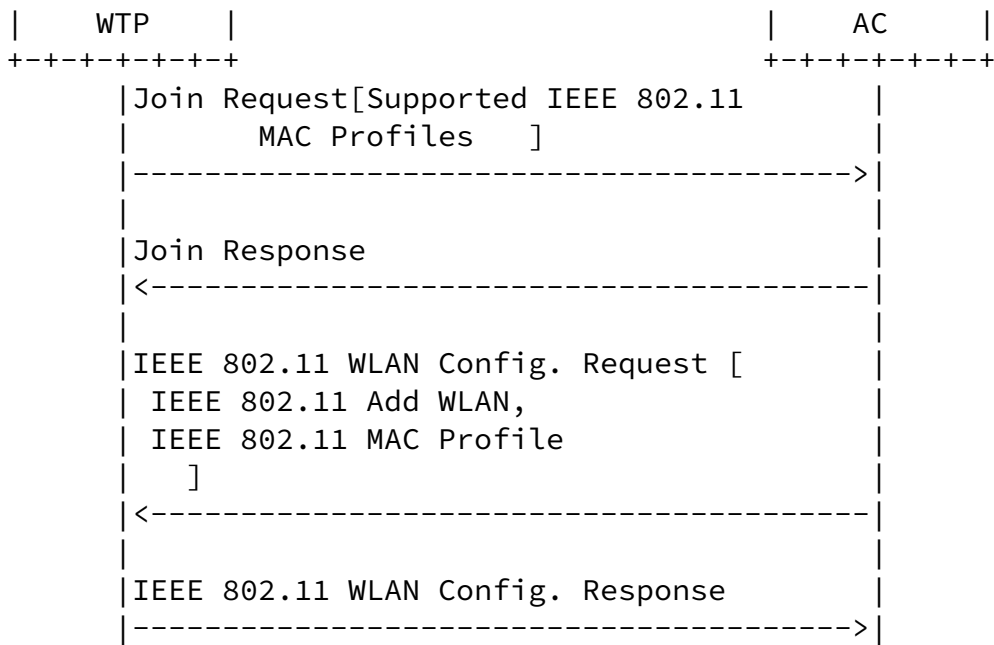 |    WTP    |                              |     AC      |
+-+-+-+-+-+-+                              +-+-+-+-+-+-+
|Join Request[Supported IEEE 802.11        |
|       MAC Profiles   ]                   |
|---------------------------------------->|
|                                          |
|Join Response                             |
|<----------------------------------------|
|                                          |
|IEEE 802.11 WLAN Config. Request [        |
| IEEE 802.11 Add WLAN,                    |
| IEEE 802.11 MAC Profile                  |
|   ]                                      |
|<----------------------------------------|
|                                          |
|IEEE 802.11 WLAN Config. Response         |
|---------------------------------------->|